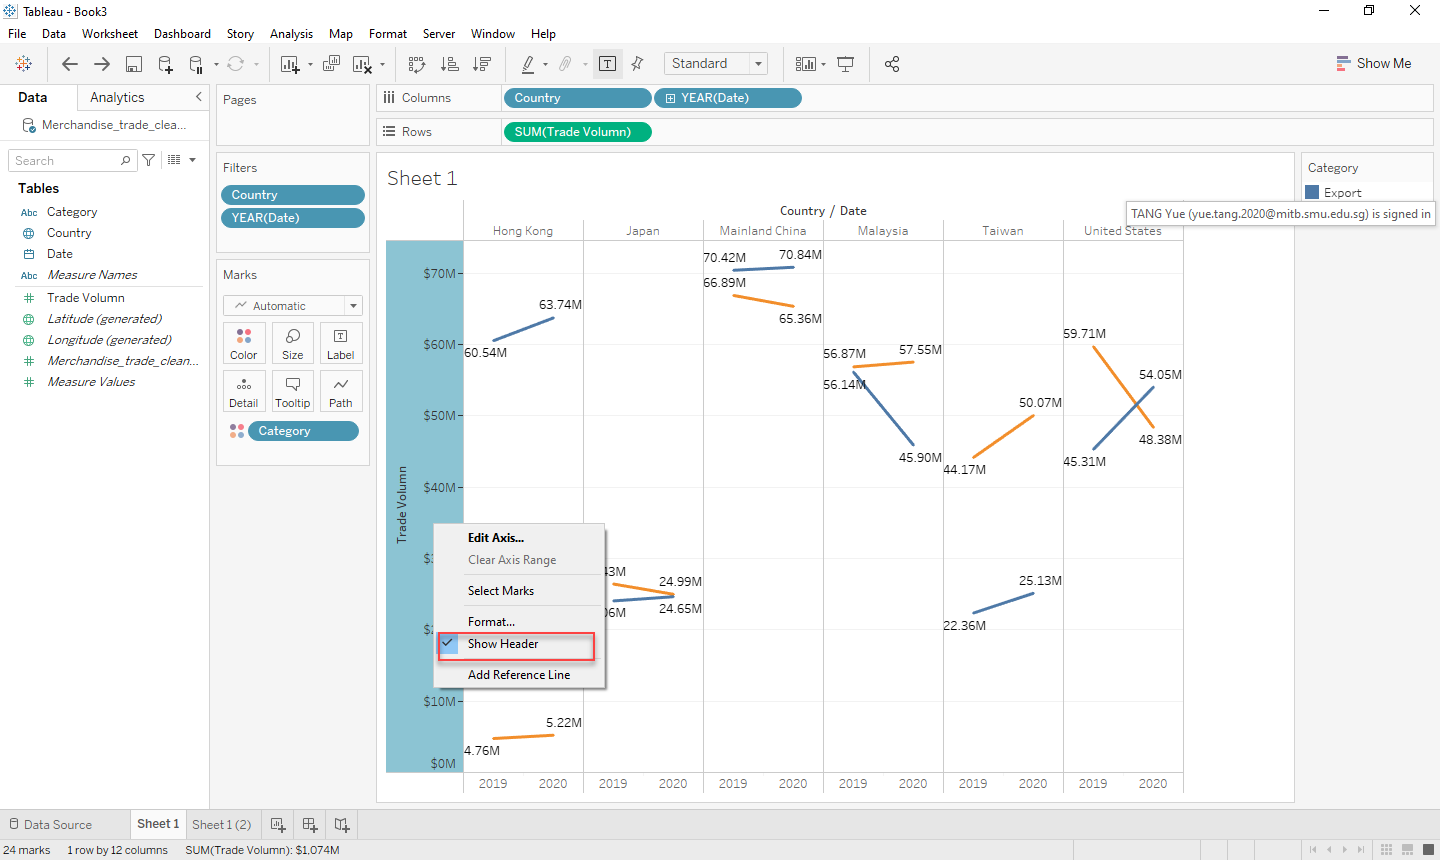 Tableau - Book3
File Data Worksheet Dashboard Story Analysis Map Format Server Window Help
Standard
Show Me
Data Analytics
Merchandise_trade_clea...
Search
Tables
Abc Category
Country
Date
Abc Measure Names
Trade Volumn
Latitude (generated)
Longitude (generated)
Merchandise_trade_clean...
Measure Values
Pages
Filters
Country
YEAR(Date)
Marks
Automatic
Color Size Label
Detail Tooltip Path
Category
Columns Country YEAR(Date)
Rows SUM(Trade Volumn)
Sheet 1
Country / Date
Hong Kong Japan Mainland China Malaysia Taiwan United States
Trade Volumn
$70M
$60M
$50M
$40M
$10M
$0M
60.54M
63.74M
4.76M
5.22M
24.99M
24.65M
70.42M
70.84M
66.89M
65.36M
56.87M
57.55M
56.14M
45.90M
44.17M
50.07M
22.36M
25.13M
59.71M
54.05M
48.38M
45.31M
2019 2020 2019 2020 2019 2020 2019 2020 2019 2020 2019 2020
Edit Axis...
Clear Axis Range
Select Marks
Format...
Show Header
Add Reference Line
Category
Export
TANG Yue (yue.tang.2020@mitb.smu.edu.sg) is signed in
Data Source Sheet 1 Sheet 1 (2)
24 marks 1 row by 12 columns SUM(Trade Volumn): $1,074M